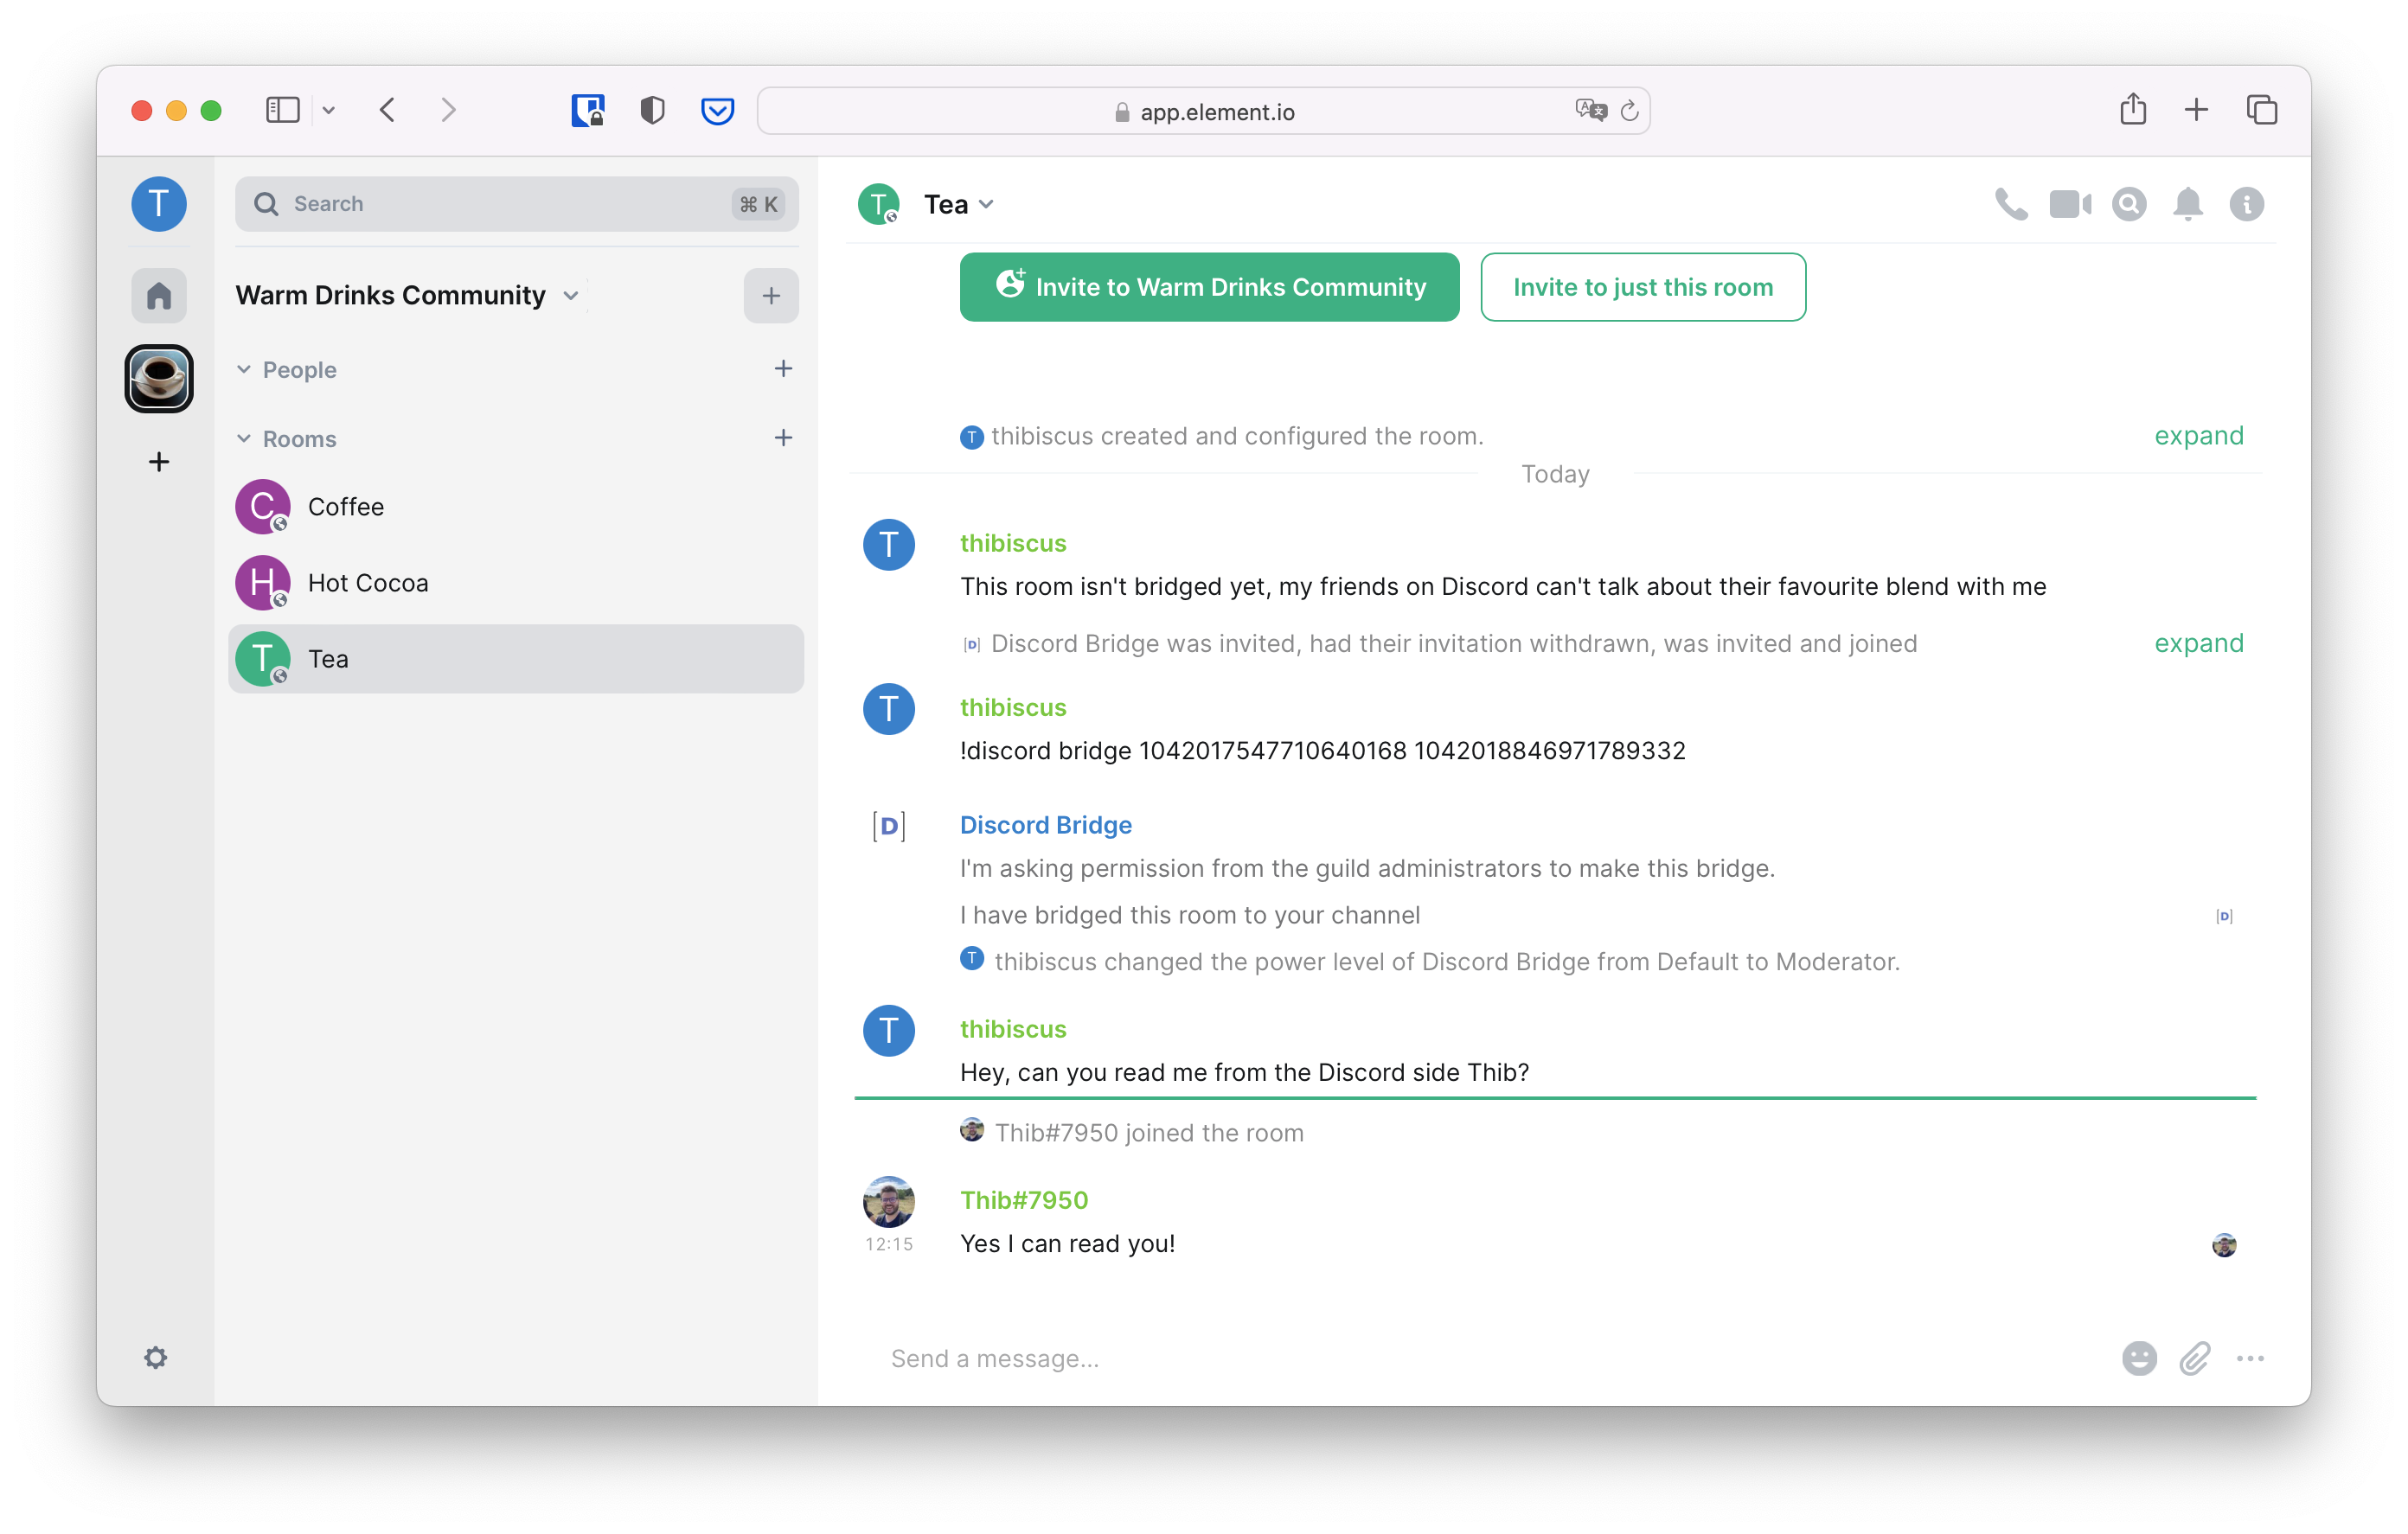 app.element.io
T
Search
⌘ K
T Tea
Warm Drinks Community
Invite to Warm Drinks Community
Invite to just this room
People
Rooms
C Coffee
H Hot Cocoa
T Tea
T thibiscus created and configured the room.
expand
Today
T thibiscus
This room isn't bridged yet, my friends on Discord can't talk about their favourite blend with me
[D] Discord Bridge was invited, had their invitation withdrawn, was invited and joined
expand
T thibiscus
!discord bridge 1042017547710640168 1042018846971789332
[D] Discord Bridge
I'm asking permission from the guild administrators to make this bridge.
I have bridged this room to your channel
[D]
T thibiscus changed the power level of Discord Bridge from Default to Moderator.
T thibiscus
Hey, can you read me from the Discord side Thib?
Thib#7950 joined the room
Thib#7950
12:15 Yes I can read you!
Send a message...